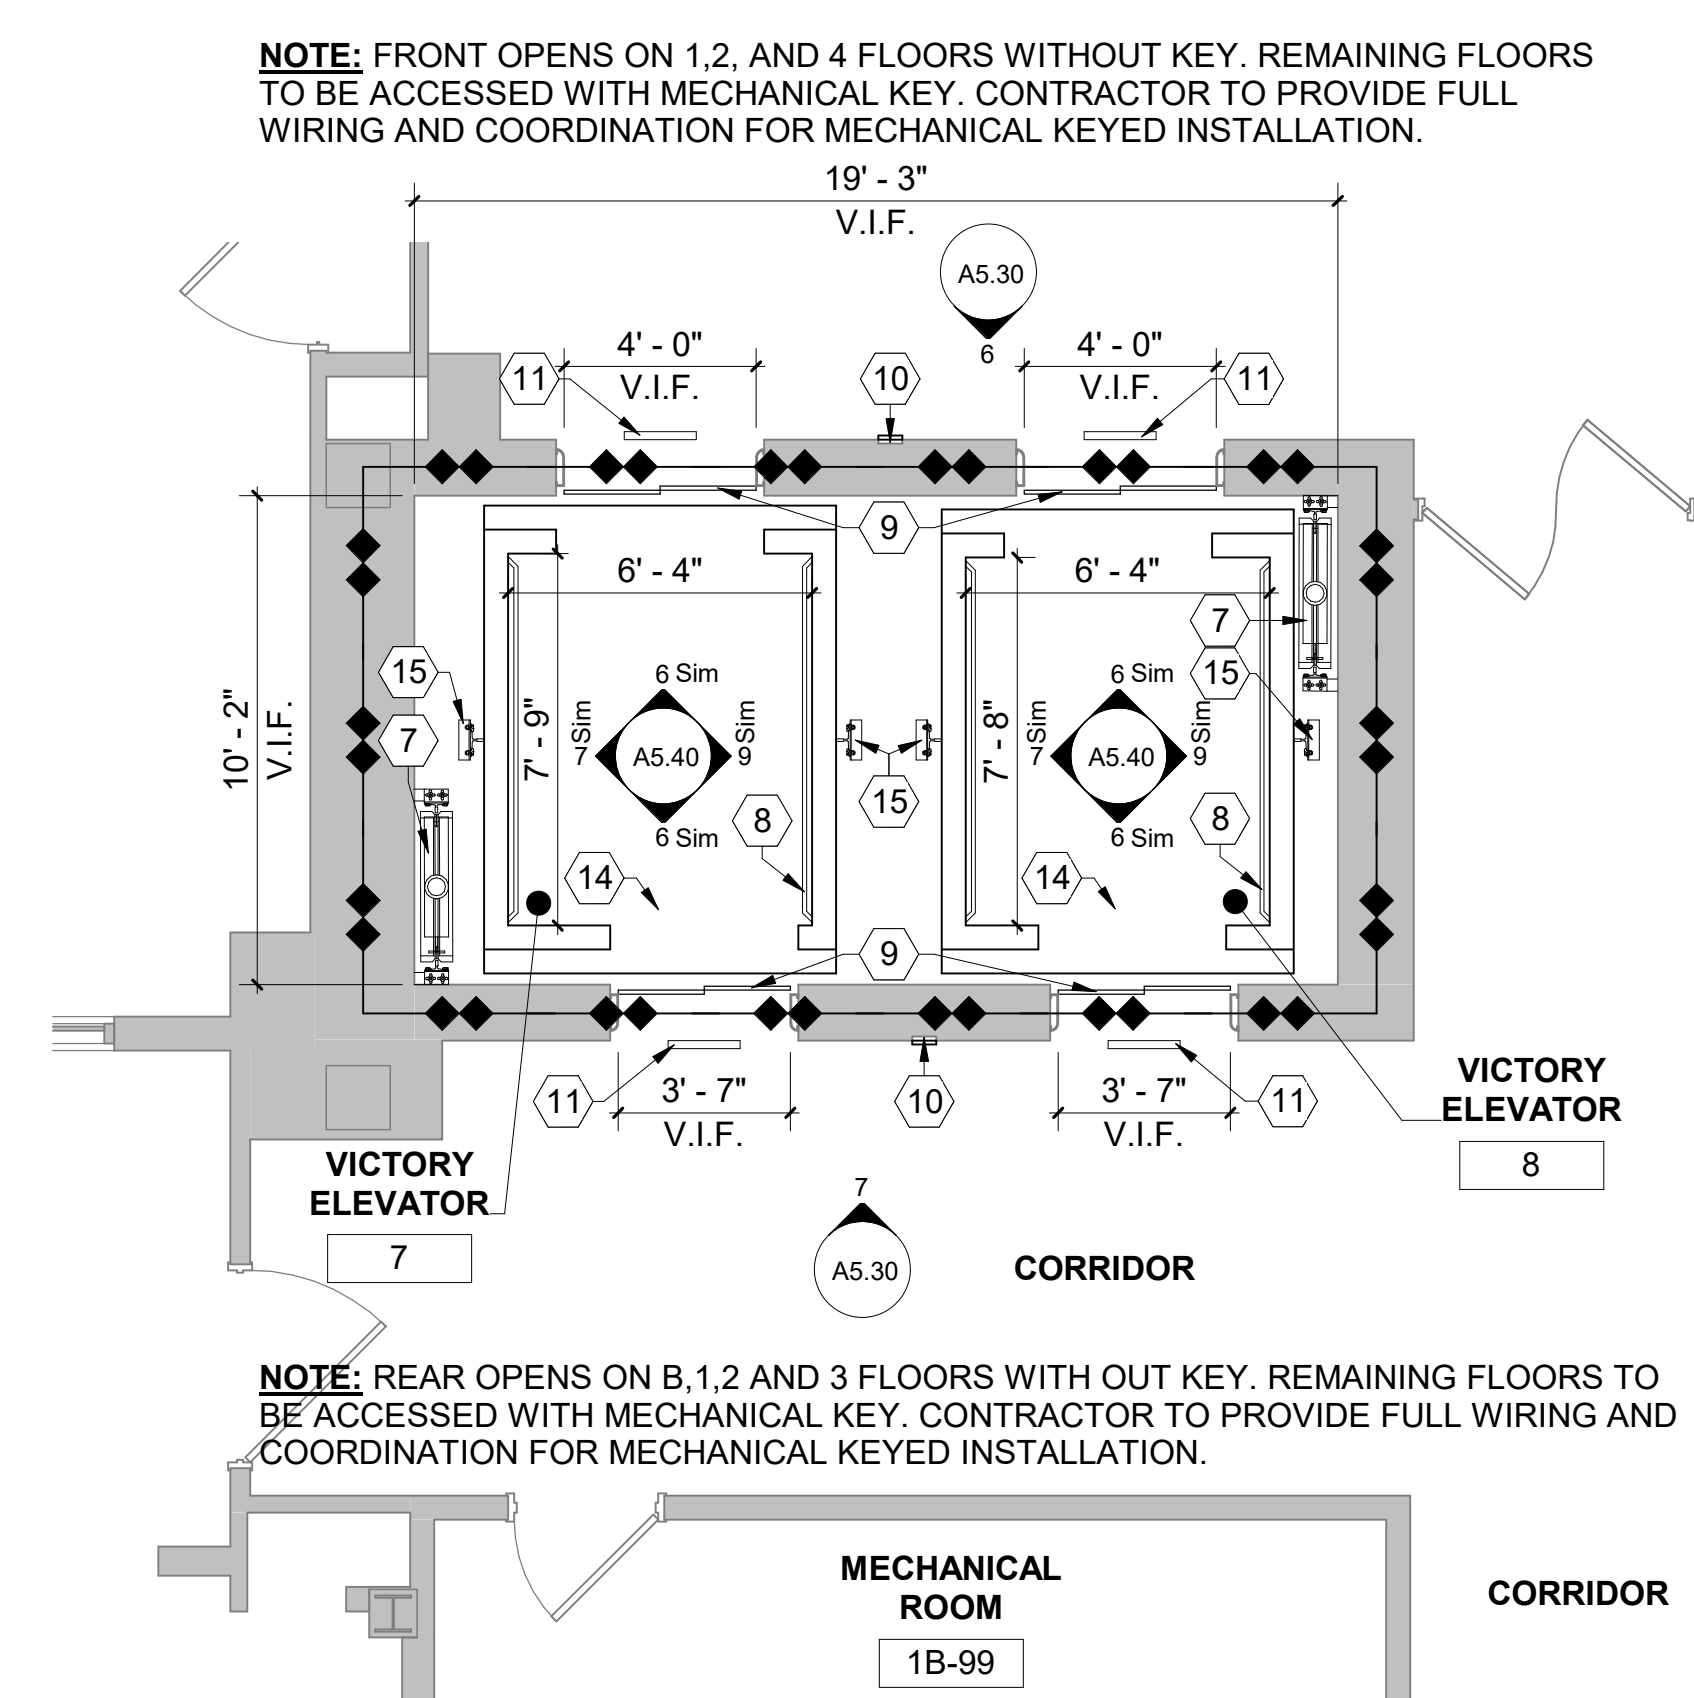 NOTE: FRONT OPENS ON 1,2, AND 4 FLOORS WITHOUT KEY. REMAINING FLOORS
TO BE ACCESSED WITH MECHANICAL KEY. CONTRACTOR TO PROVIDE FULL
WIRING AND COORDINATION FOR MECHANICAL KEYED INSTALLATION.
19' - 3"
V.I.F.
A5.30
6
4' - 0"
V.I.F.
4' - 0"
V.I.F.
11
10
11
9
6' - 4"
6' - 4"
7
15
15
7
10' - 2"
V.I.F.
7' - 9"
6 Sim
7 Sim
A5.40
9 Sim
6 Sim
7' - 8"
6 Sim
7 Sim
A5.40
9 Sim
6 Sim
15
8
8
14
14
9
11
3' - 7"
V.I.F.
10
3' - 7"
V.I.F.
11
VICTORY
ELEVATOR
8
VICTORY
ELEVATOR
7
7
A5.30
CORRIDOR
NOTE: REAR OPENS ON B,1,2 AND 3 FLOORS WITH OUT KEY. REMAINING FLOORS TO
BE ACCESSED WITH MECHANICAL KEY. CONTRACTOR TO PROVIDE FULL WIRING AND
COORDINATION FOR MECHANICAL KEYED INSTALLATION.
MECHANICAL
ROOM
1B-99
CORRIDOR